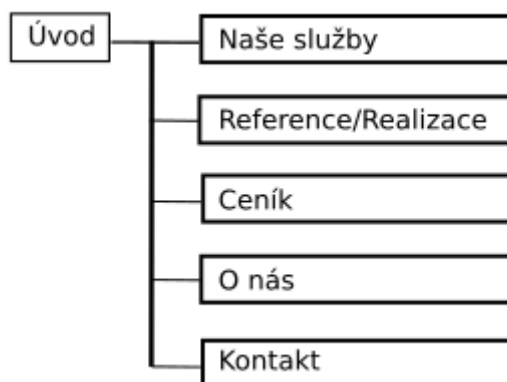 Úvod
Naše služby
Reference/Realizace
Ceník
O nás
Kontakt